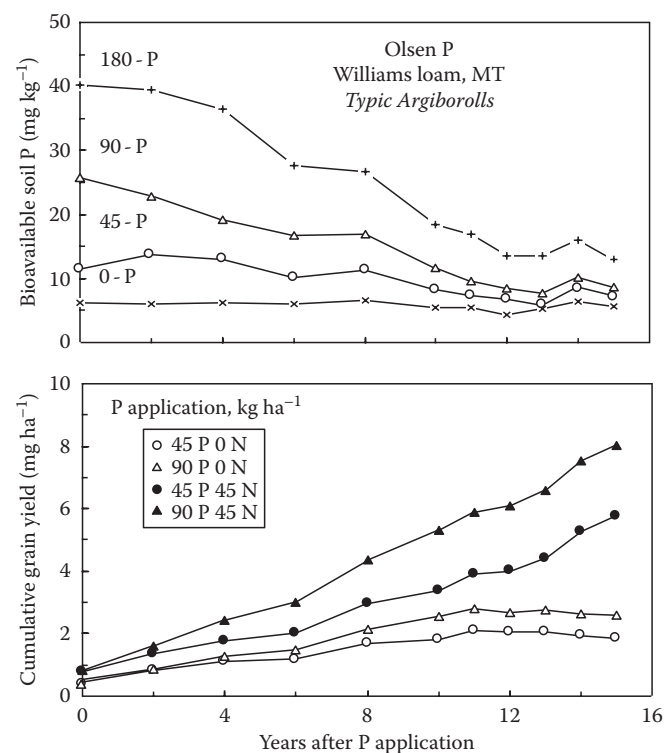 50
40
30
20
10
0
Bioavailable soil P (mg kg⁻¹)
180 - P
90 - P
45 - P
0 - P
Olsen P
Williams loam, MT
Typic Argiborolls
10
8
6
4
2
0
Cumulative grain yield (mg ha⁻¹)
P application, kg ha⁻¹
45 P 0 N
90 P 0 N
45 P 45 N
90 P 45 N
0 4 8 12 16
Years after P application